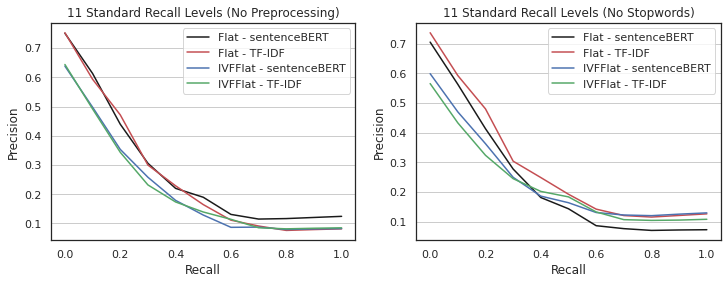 11 Standard Recall Levels (No Preprocessing)
Flat - sentenceBERT
Flat - TF-IDF
IVFFlat - sentenceBERT
IVFFlat - TF-IDF
Precision
0.7
0.6
0.5
0.4
0.3
0.2
0.1
0.0 0.2 0.4 0.6 0.8 1.0
Recall
11 Standard Recall Levels (No Stopwords)
Flat - sentenceBERT
Flat - TF-IDF
IVFFlat - sentenceBERT
IVFFlat - TF-IDF
Precision
0.7
0.6
0.5
0.4
0.3
0.2
0.1
0.0 0.2 0.4 0.6 0.8 1.0
Recall